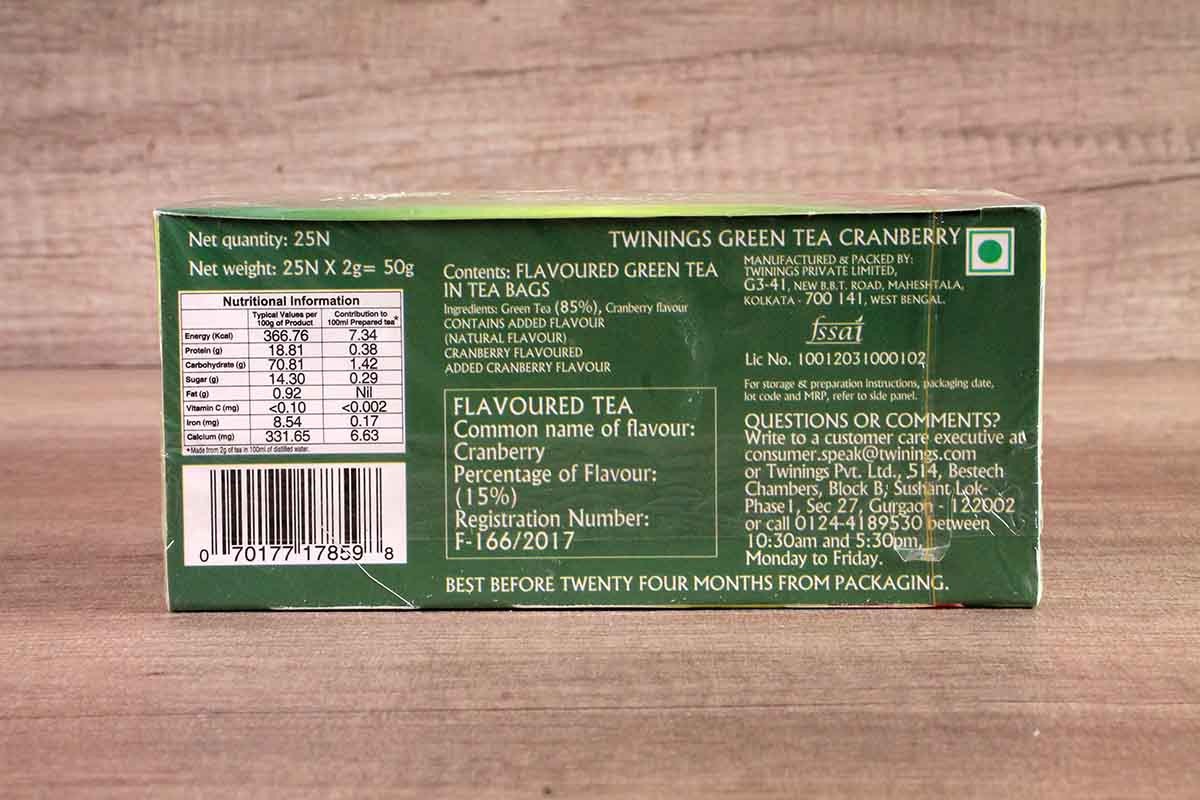 Net quantity: 25N
Net weight: 25N X 2g= 50g
Nutritional Information
Typical Values per 100g of Product
Contribution to 100ml Prepared tea*
Energy (Kcal) 366.76 7.34
Protein (g) 18.81 0.38
Carbohydrate (g) 70.81 1.42
Sugar (g) 14.30 0.29
Fat (g) 0.92 Nil
Vitamin C (mg) <0.10 <0.002
Iron (mg) 8.54 0.17
Calcium (mg) 331.65 6.63
*Made from 2g of tea in 100ml of distilled water.
0 70177 17859 8
Contents: FLAVOURED GREEN TEA
IN TEA BAGS
Ingredients: Green Tea (85%), Cranberry flavour
CONTAINS ADDED FLAVOUR
(NATURAL FLAVOUR)
CRANBERRY FLAVOURED
ADDED CRANBERRY FLAVOUR
FLAVOURED TEA
Common name of flavour:
Cranberry
Percentage of Flavour:
(15%)
Registration Number:
F-166/2017
TWININGS GREEN TEA CRANBERRY
MANUFACTURED & PACKED BY:
TWININGS PRIVATE LIMITED,
G3-41, NEW B.B.T. ROAD, MAHESHTALA,
KOLKATA - 700 141, WEST BENGAL.
fssai
Lic No. 10012031000102
For storage & preparation instructions, packaging date,
lot code and MRP, refer to side panel.
QUESTIONS OR COMMENTS?
Write to a customer care executive at
consumer.speak@twinings.com
or Twinings Pvt. Ltd., 514, Bestech
Chambers, Block B, Sushant Lok-
Phase1, Sec 27, Gurgaon - 122002
or call 0124-4189530 between
10:30am and 5:30pm,
Monday to Friday.
BEST BEFORE TWENTY FOUR MONTHS FROM PACKAGING.